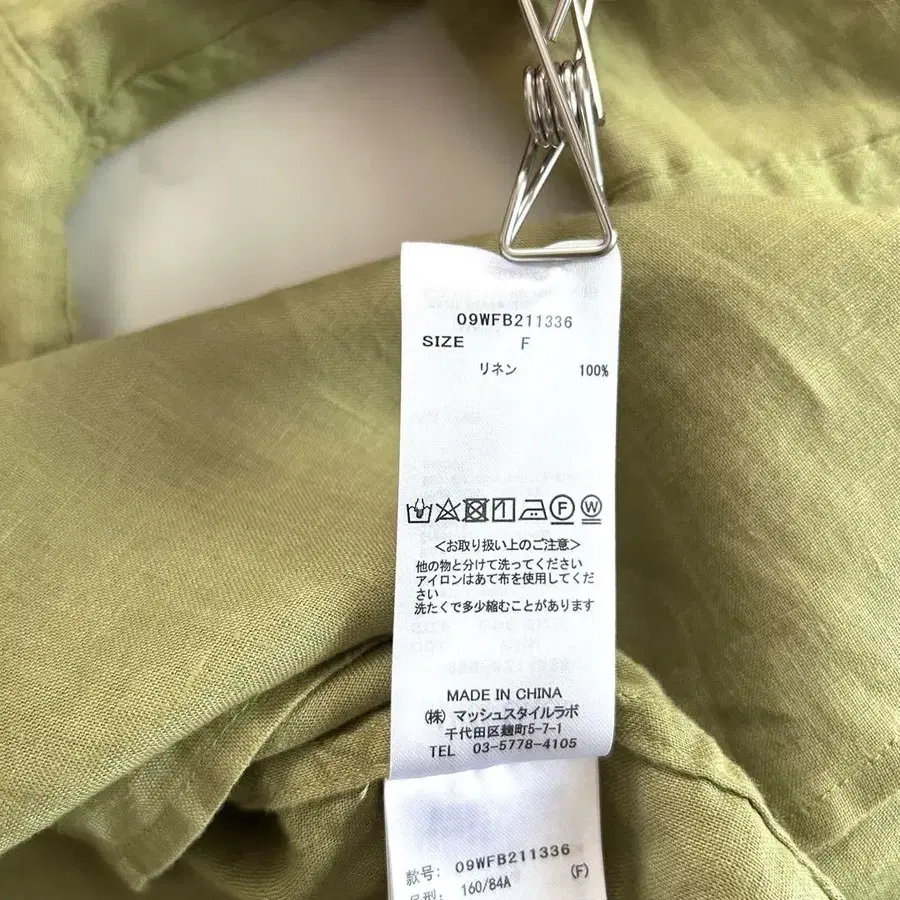 09WFB211336
SIZE F
リネン 100%
F W
<お取り扱い上のご注意>
他の物と分けて洗ってください
アイロンはあて布を使用してくだ
さい
洗たくで多少縮むことがあります
MADE IN CHINA
(株) マッシュスタイルラボ
千代田区麹町5-7-1
TEL 03-5778-4105
款号: 09WFB211336
号型: 160/84A (F)